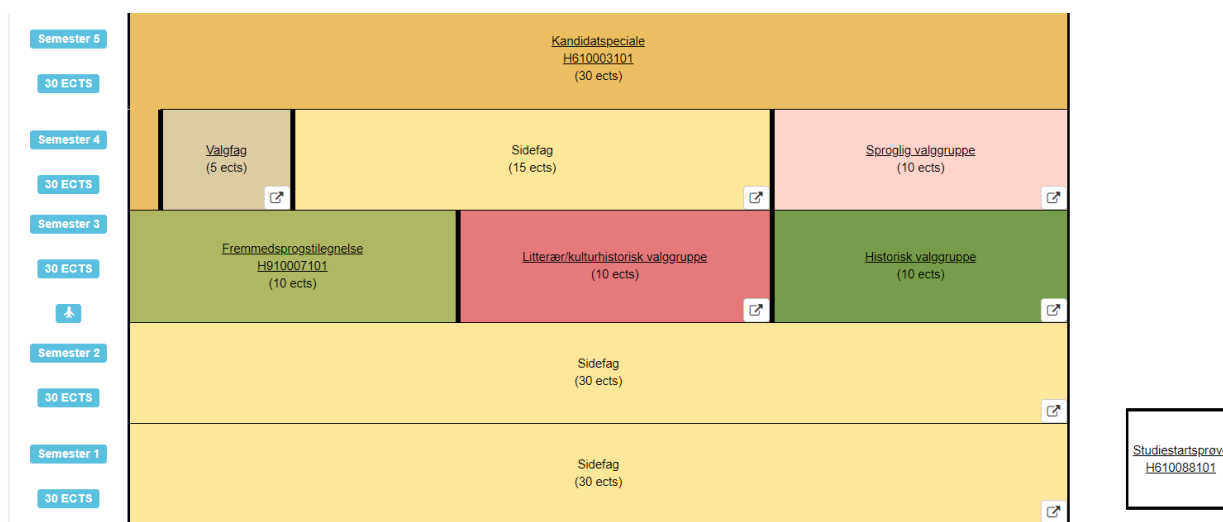 Semester 5
30 ECTS
Kandidatspeciale
H610003101
(30 ects)
Semester 4
30 ECTS
Valgfag
(5 ects)
Sidefag
(15 ects)
Sproglig valggruppe
(10 ects)
Semester 3
30 ECTS
Fremmedsprogstilegnelse
H910007101
(10 ects)
Litterær/kulturhistorisk valggruppe
(10 ects)
Historisk valggruppe
(10 ects)
Semester 2
30 ECTS
Sidefag
(30 ects)
Semester 1
30 ECTS
Sidefag
(30 ects)
Studiestartsprøve
H610088101